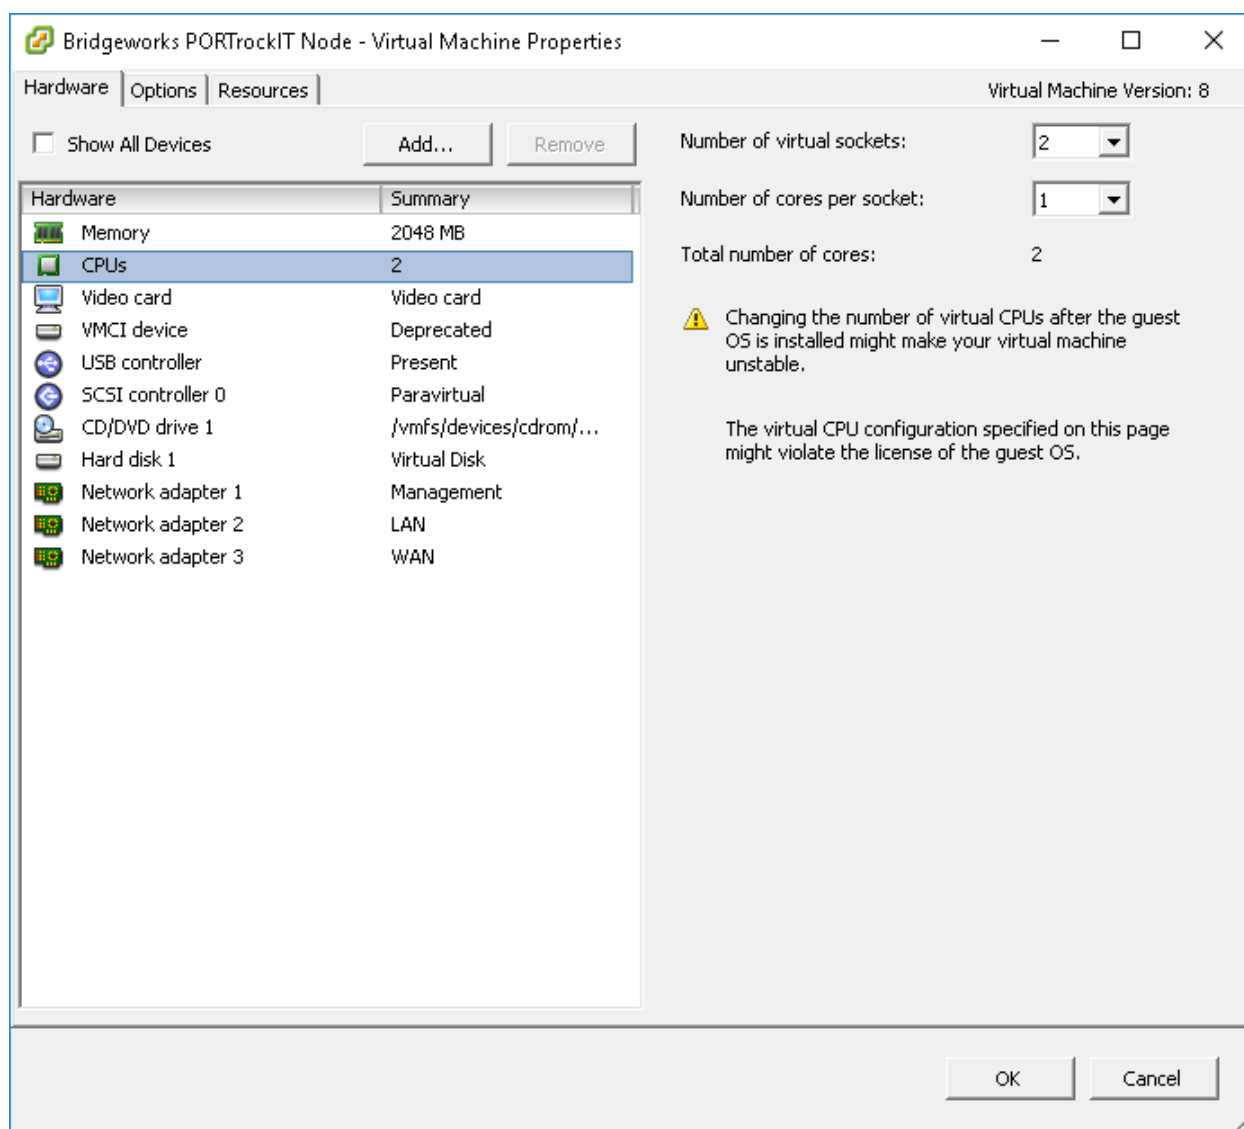 Bridgeworks PORTrockIT Node - Virtual Machine Properties
Hardware Options Resources Virtual Machine Version: 8
Show All Devices Add... Remove
Hardware Summary
Memory 2048 MB
CPUs 2
Video card Video card
VMCI device Deprecated
USB controller Present
SCSI controller 0 Paravirtual
CD/DVD drive 1 /vmfs/devices/cdrom/...
Hard disk 1 Virtual Disk
Network adapter 1 Management
Network adapter 2 LAN
Network adapter 3 WAN
Number of virtual sockets: 2
Number of cores per socket: 1
Total number of cores: 2
Changing the number of virtual CPUs after the guest
OS is installed might make your virtual machine
unstable.
The virtual CPU configuration specified on this page
might violate the license of the guest OS.
OK Cancel